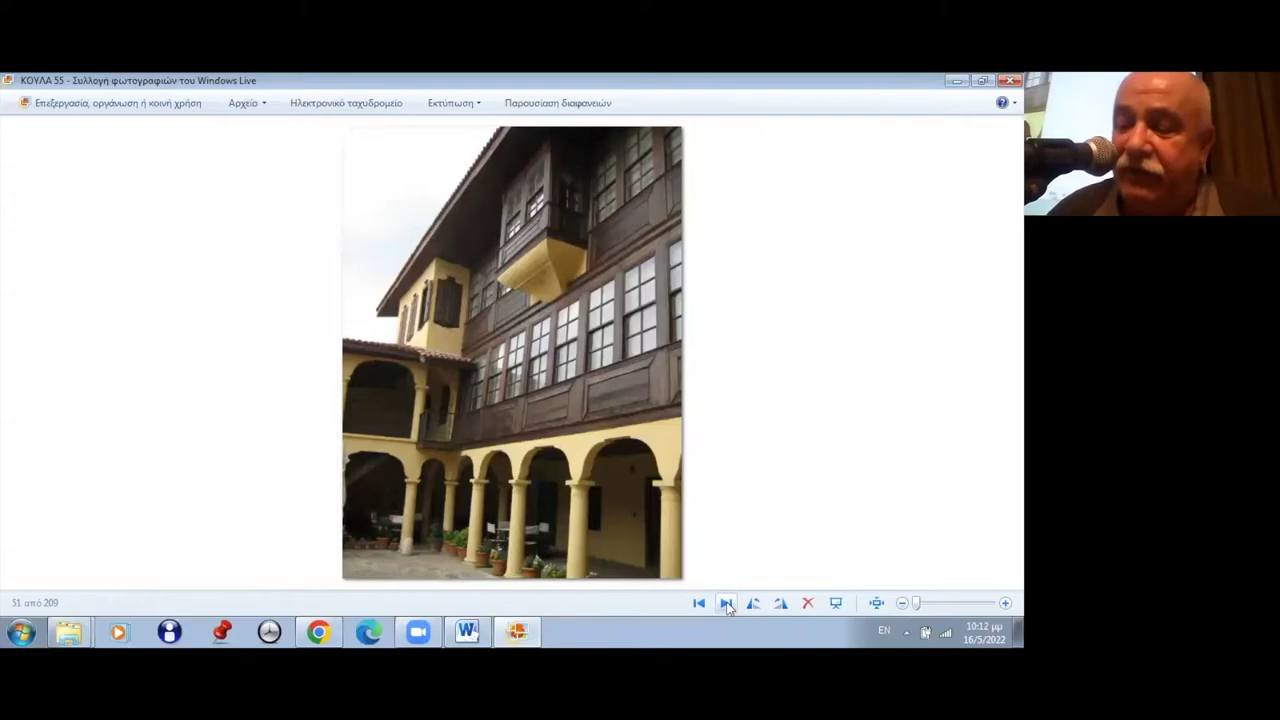 ΚΟΥΛΑ 55 - Συλλογή φωτογραφιών του Windows Live
Επεξεργασία, οργάνωση ή κοινή χρήση Αρχείο Ηλεκτρονικό ταχυδρομείο Εκτύπωση Παρουσίαση διαφανειών
51 από 209
EN
10:12 μμ
16/5/2022